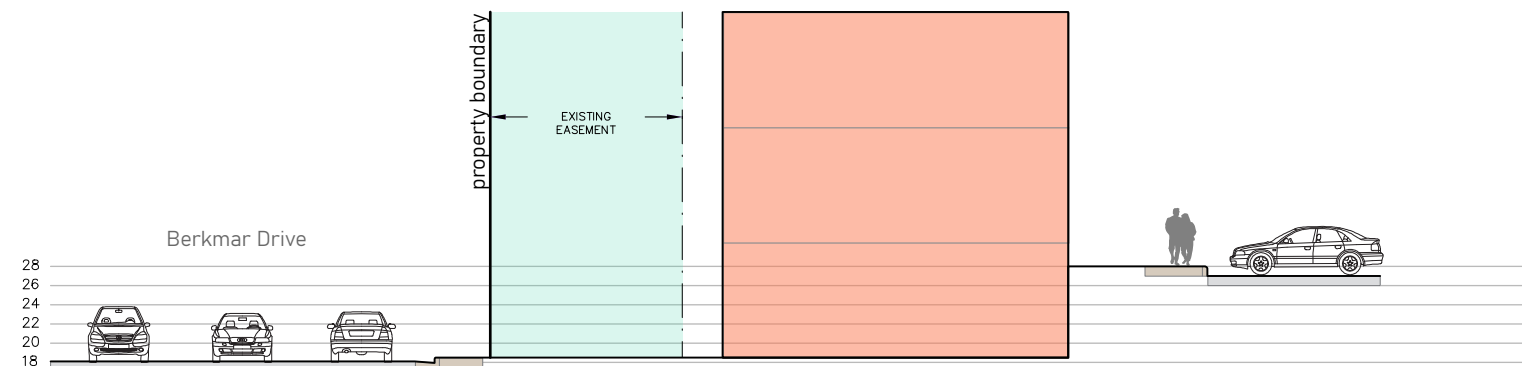 property boundary
EXISTING
EASEMENT
Berkmar Drive
28
26
24
22
20
18